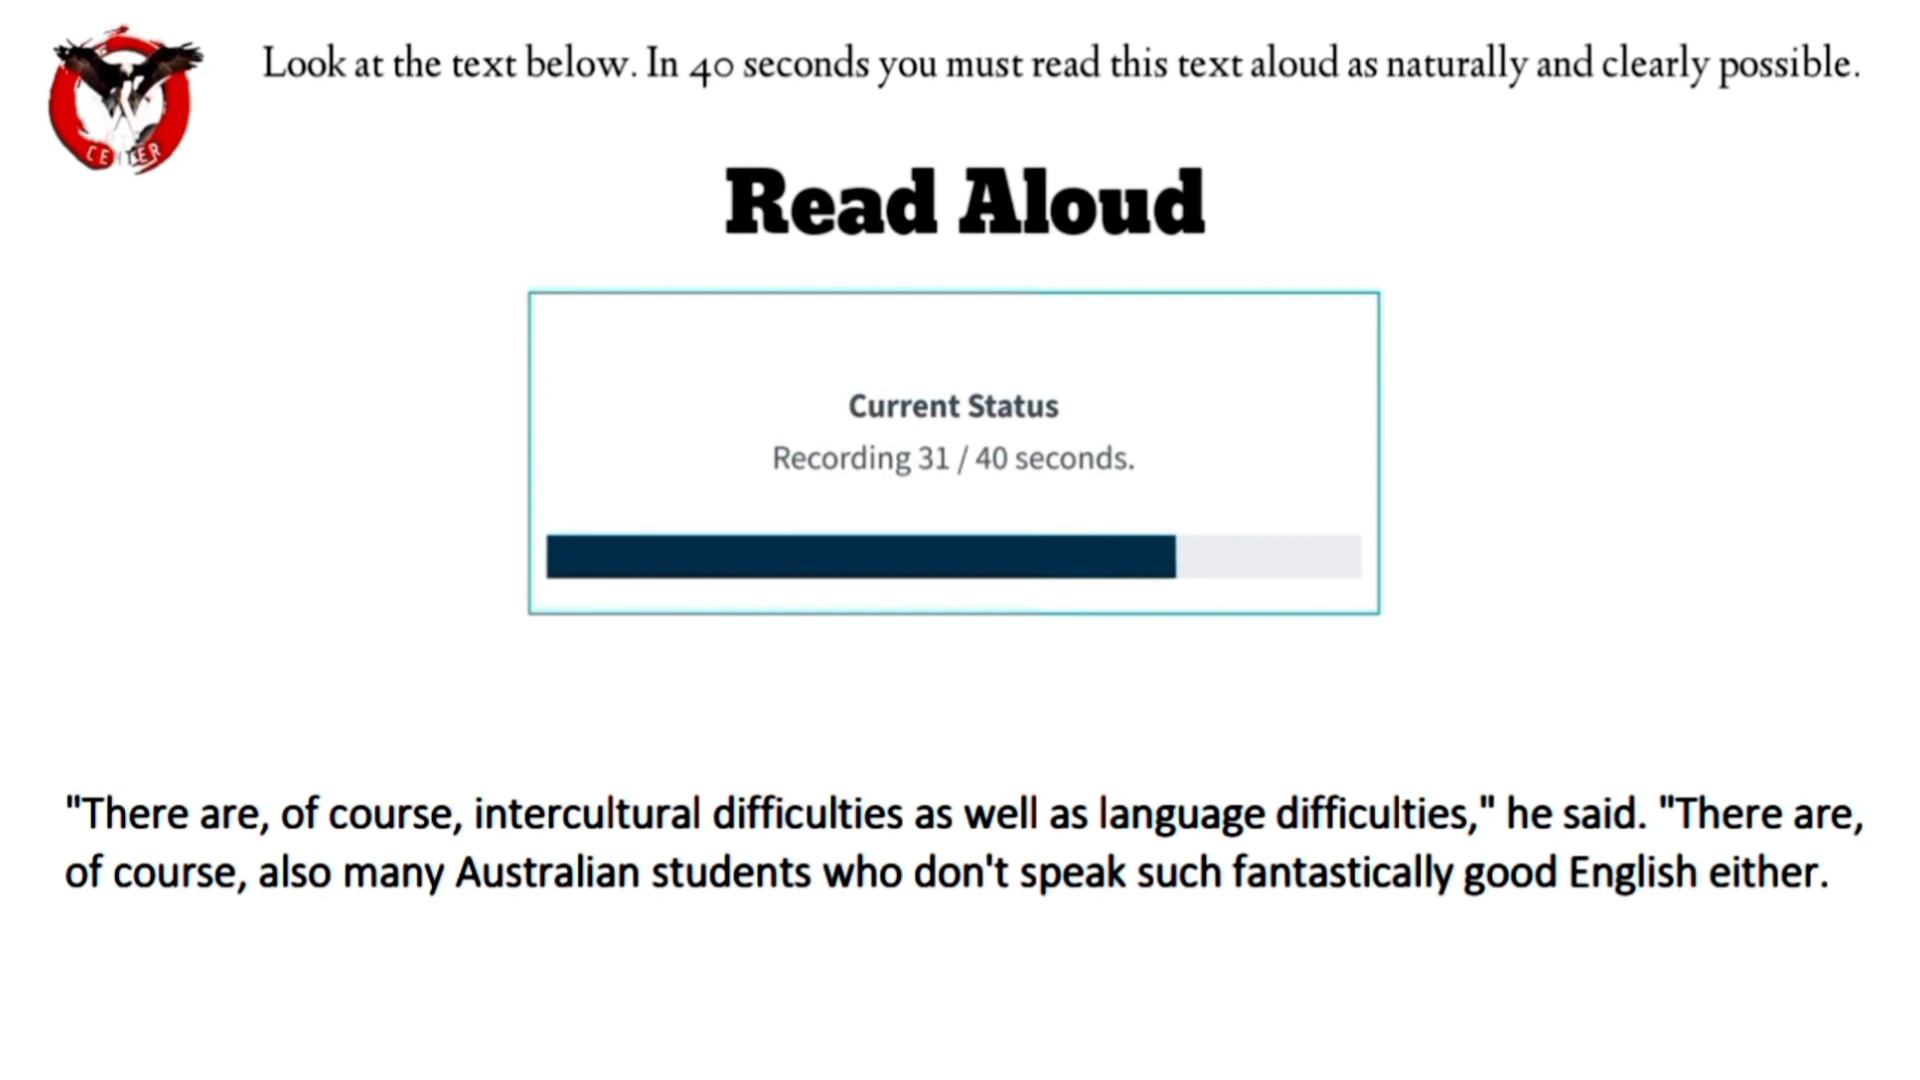 Look at the text below. In 40 seconds you must read this text aloud as naturally and clearly possible.
CENTER
Read Aloud
Current Status
Recording 31 / 40 seconds.
"There are, of course, intercultural difficulties as well as language difficulties," he said. "There are,
of course, also many Australian students who don't speak such fantastically good English either.